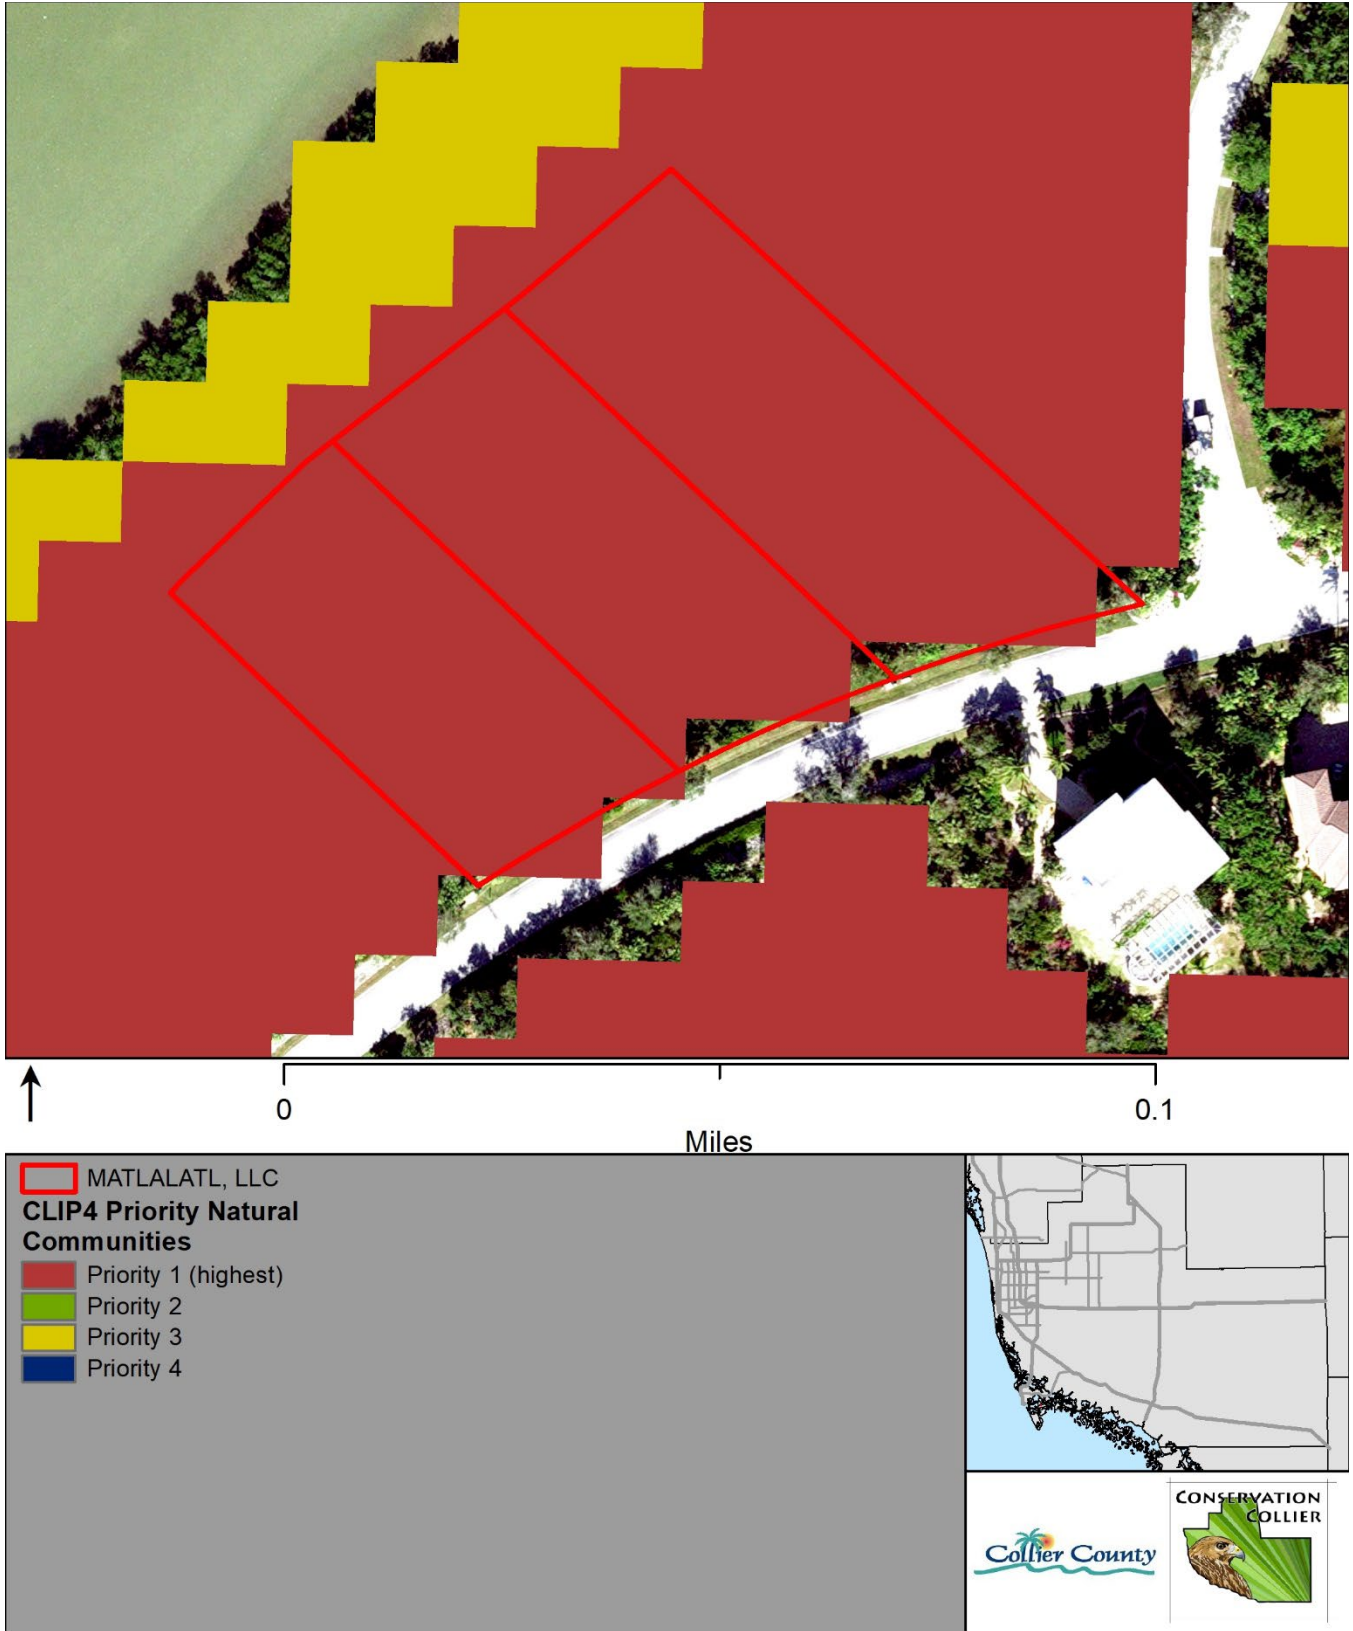 0
0.1
Miles
MATLALATL, LLC
CLIP4 Priority Natural
Communities
Priority 1 (highest)
Priority 2
Priority 3
Priority 4
Collier County
CONSERVATION
COLLIER